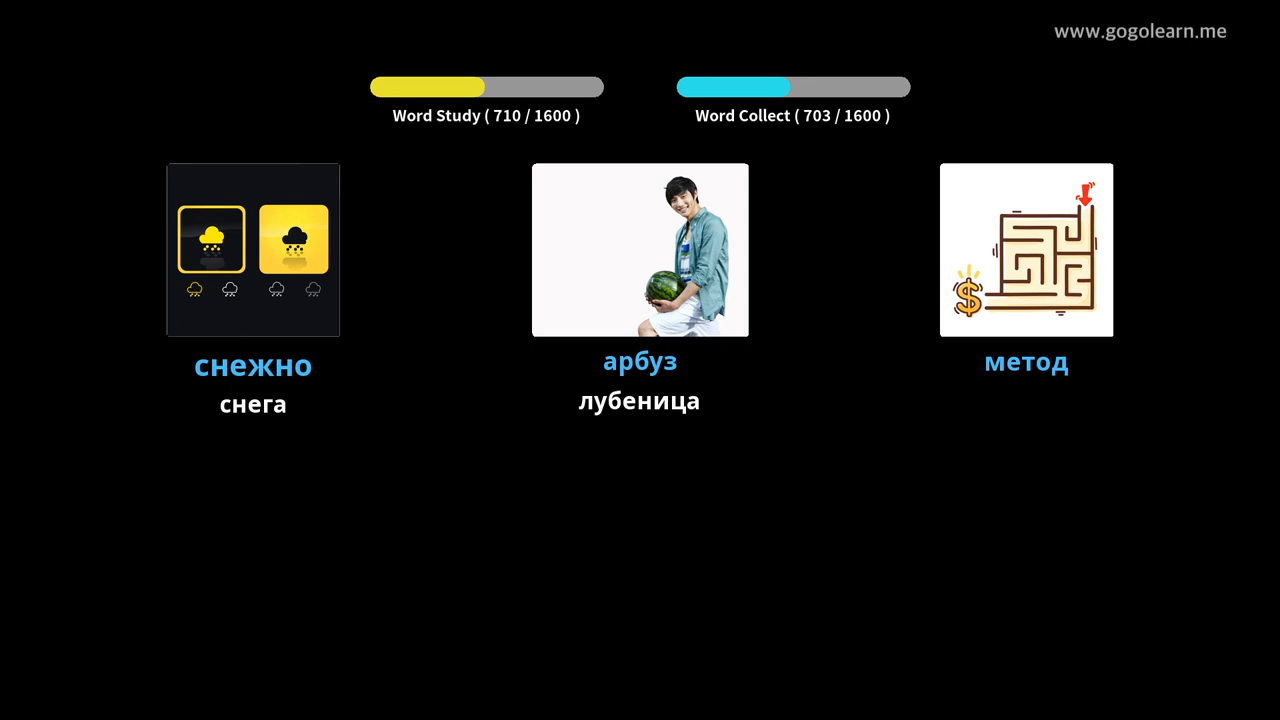 www.gogolearn.me
Word Study ( 710 / 1600 )
Word Collect ( 703 / 1600 )
снежно
снега
арбуз
лубеница
метод